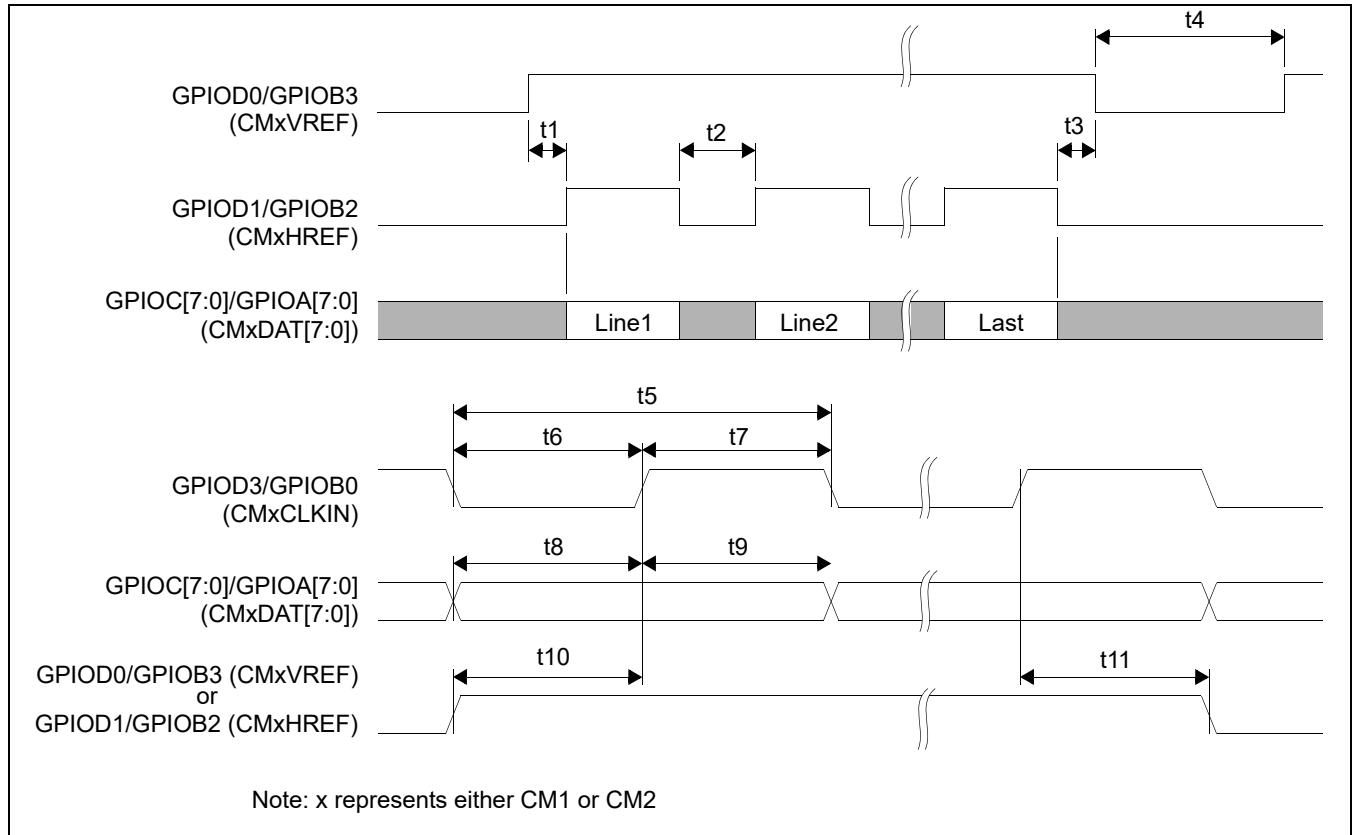 t4
GPIOD0/GPIOB3
(CMxVREF)
t1
t2
t3
GPIOD1/GPIOB2
(CMxHREF)
GPIOC[7:0]/GPIOA[7:0]
(CMxDAT[7:0])
Line1
Line2
Last
t5
t6
t7
GPIOD3/GPIOB0
(CMxCLKIN)
t8
t9
GPIOC[7:0]/GPIOA[7:0]
(CMxDAT[7:0])
t10
t11
GPIOD0/GPIOB3 (CMxVREF)
or
GPIOD1/GPIOB2 (CMxHREF)
Note: x represents either CM1 or CM2